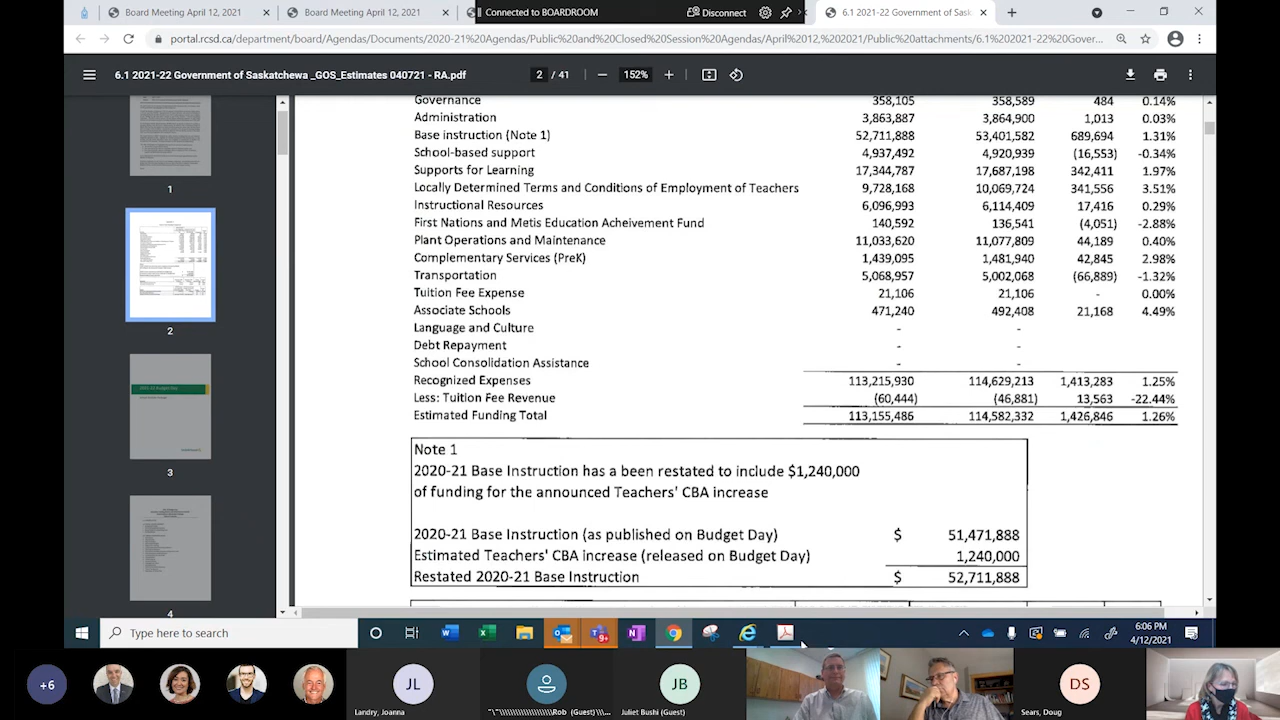 Board Meeting April 12, 2021
Board Meeting April 12, 2021
Connected to BOARDROOM
Disconnect
6.1 2021-22 Government of Sask
portal.rcsd.ca/department/board/Agendas/Documents/2020-21%20Agendas/Public%20and%20Closed%20Session%20Agendas/April%2012,%202021/Public%20attachments/6.1%202021-22%20Gover...
6.1 2021-22 Government of Saskatchewa _GOS_Estimates 040721 - RA.pdf
2 / 41
152%
Governance 358,105 358,589 484 0.14%
Administration 3,863,887 3,864,900 1,013 0.03%
Base instruction (Note 1) 52,711,888 53,401,582 689,694 1.31%
School-based support 4,937,492 4,920,939 (16,553) -0.34%
Supports for Learning 17,344,787 17,687,198 342,411 1.97%
Locally Determined Terms and Conditions of Employment of Teachers 9,728,168 10,069,724 341,556 3.51%
Instructional Resources 6,096,993 6,114,409 17,416 0.29%
First Nations and Metis Education Acheivement Fund 140,592 136,541 (4,051) -2.88%
Plant Operations and Maintenance 11,033,620 11,077,809 44,189 0.40%
Complementary Services (PreK) 1,439,095 1,481,940 42,845 2.98%
Transportation 5,068,957 5,002,068 (66,889) -1.32%
Tuition Fee Expense 21,106 21,106 - 0.00%
Associate Schools 471,240 492,408 21,168 4.49%
Language and Culture - -
Debt Repayment - -
School Consolidation Assistance - -
Recognized Expenses 113,215,930 114,629,213 1,413,283 1.25%
Less: Tuition Fee Revenue (60,444) (46,881) 13,563 -22.44%
Estimated Funding Total 113,155,486 114,582,332 1,426,846 1.26%
Note 1
2020-21 Base Instruction has a been restated to include $1,240,000
of funding for the announced Teachers' CBA increase
2020-21 Base Instruction (as published on Budget Day) $ 51,471,888
Estimated Teachers' CBA increase (released on Budget Day) 1,240,000
Restated 2020-21 Base Instruction $ 52,711,888
1
2
3
4
Type here to search
9+
6:06 PM
4/12/2021
+6
JL
JB
DS
Landry, Joanna
Rob (Guest)
Juliet Bushi (Guest)
Sears, Doug